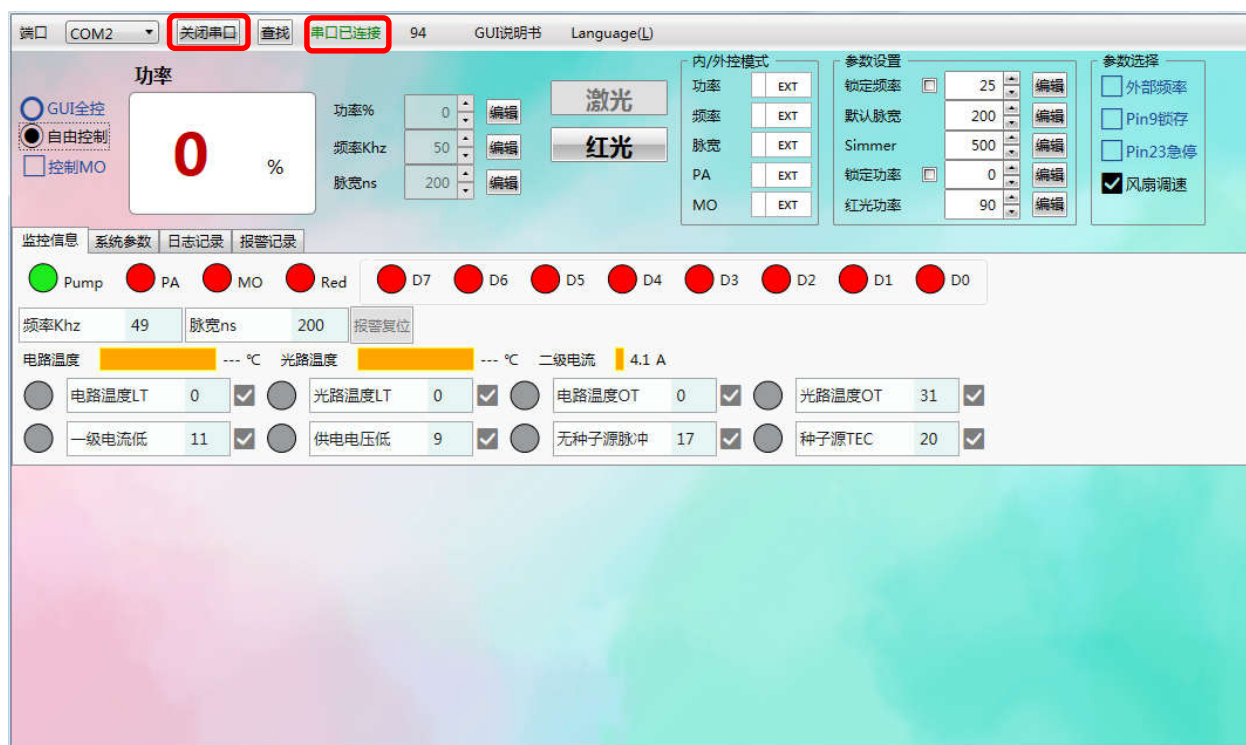 端口 COM2 关闭串口 查找 串口已连接 94 GUI说明书 Language(L)
功率
GUI全控
自由控制
控制MO
0 %
功率% 0 编辑
频率Khz 50 编辑
脉宽ns 200 编辑
激光
红光
内/外控模式
功率 EXT
频率 EXT
脉宽 EXT
PA EXT
MO EXT
参数设置
锁定频率 25 编辑
默认脉宽 200 编辑
Simmer 500 编辑
锁定功率 0 编辑
红光功率 90 编辑
参数选择
外部频率
Pin9锁存
Pin23急停
风扇调速
监控信息 系统参数 日志记录 报警记录
Pump PA MO Red D7 D6 D5 D4 D3 D2 D1 D0
频率Khz 49 脉宽ns 200 报警复位
电路温度 --- ℃ 光路温度 --- ℃ 二级电流 4.1 A
电路温度LT 0 光路温度LT 0 电路温度OT 0 光路温度OT 31
一级电流低 11 供电电压低 9 无种子源脉冲 17 种子源TEC 20